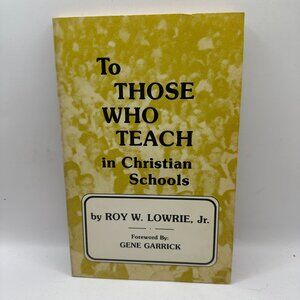 To
THOSE
WHO
TEACH
in Christian
Schools
by ROY W. LOWRIE, Jr.
Foreword By:
GENE GARRICK